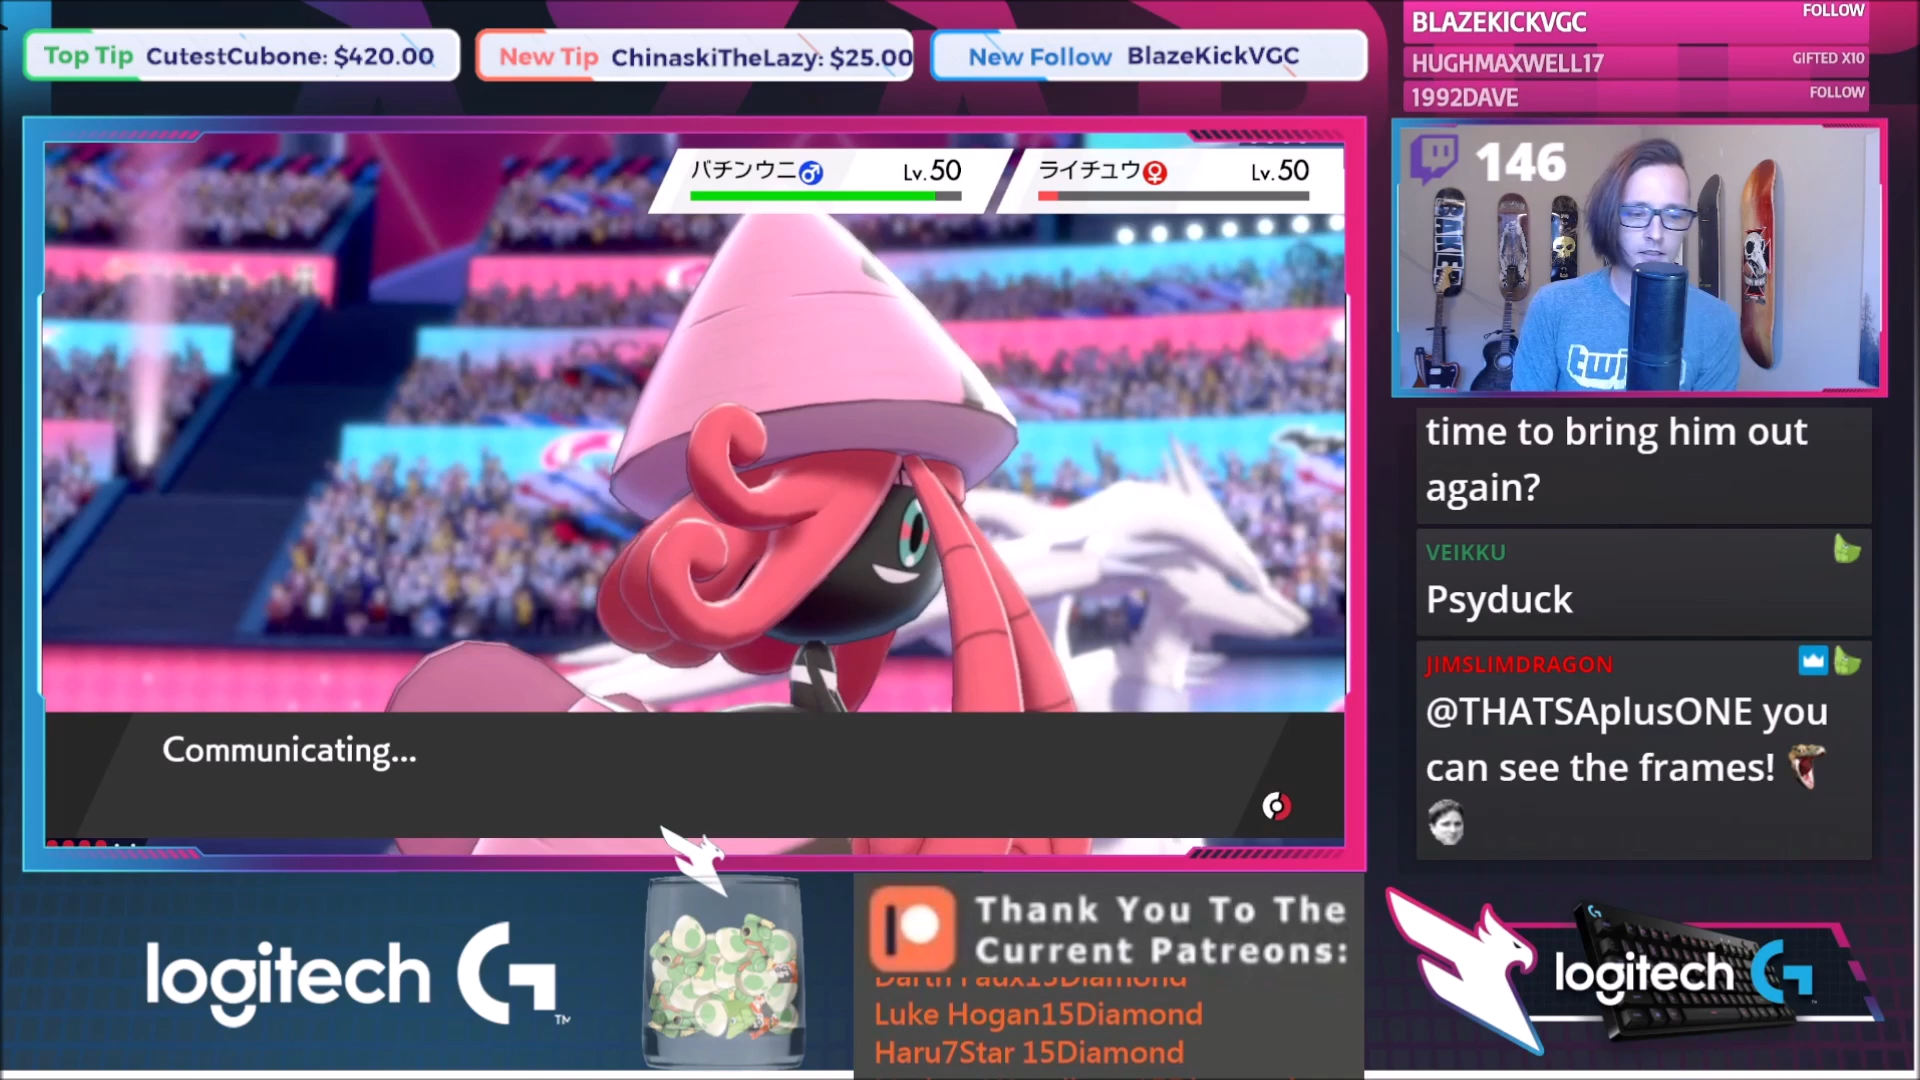 Top Tip CutestCubone: $420.00
New Tip ChinaskiTheLazy: $25.00
New Follow BlazeKickVGC
BLAZEKICKVGC FOLLOW
HUGHMAXWELL17 GIFTED X10
1992DAVE FOLLOW
バチンウニ♂ Lv.50
ライチュウ♀ Lv.50
146
time to bring him out
again?
VEIKKU
Psyduck
JIMSLIMDRAGON
@THATSAplusONE you
can see the frames!
Communicating...
logitech G TM
Thank You To The
Current Patreons:
Luke Hogan15Diamond
Haru7Star 15Diamond
logitech G